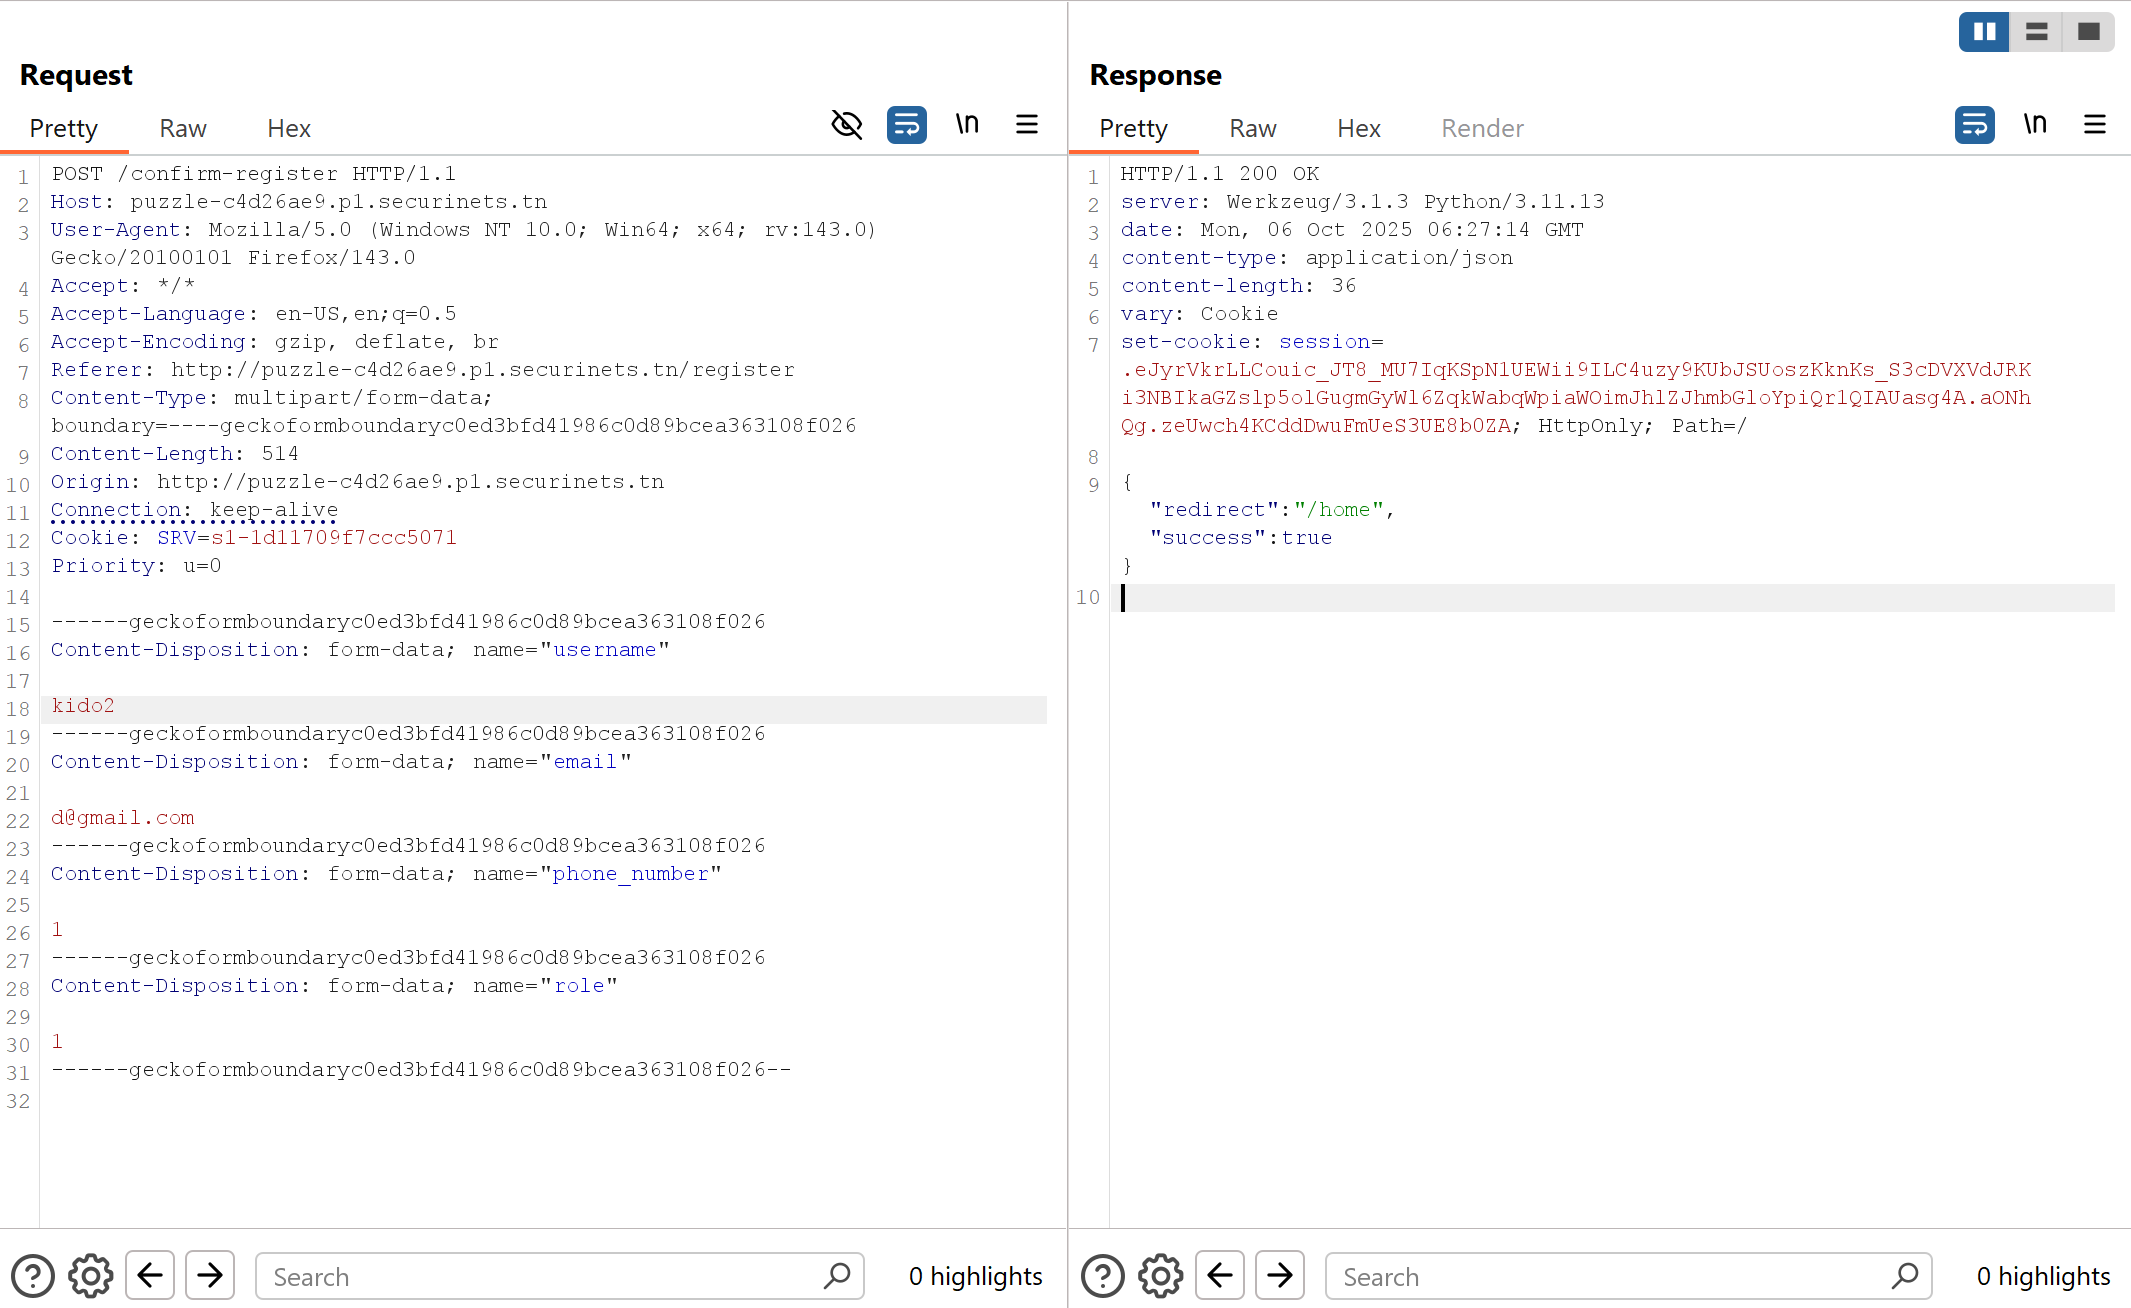 Request
Pretty Raw Hex \n
1 POST /confirm-register HTTP/1.1
2 Host: puzzle-c4d26ae9.p1.securinets.tn
3 User-Agent: Mozilla/5.0 (Windows NT 10.0; Win64; x64; rv:143.0)
Gecko/20100101 Firefox/143.0
4 Accept: */*
5 Accept-Language: en-US,en;q=0.5
6 Accept-Encoding: gzip, deflate, br
7 Referer: http://puzzle-c4d26ae9.p1.securinets.tn/register
8 Content-Type: multipart/form-data;
boundary=----geckoformboundaryc0ed3bfd41986c0d89bcea363108f026
9 Content-Length: 514
10 Origin: http://puzzle-c4d26ae9.p1.securinets.tn
11 Connection: keep-alive
12 Cookie: SRV=s1-1d11709f7ccc5071
13 Priority: u=0
14
15 ------geckoformboundaryc0ed3bfd41986c0d89bcea363108f026
16 Content-Disposition: form-data; name="username"
17
18 kido2
19 ------geckoformboundaryc0ed3bfd41986c0d89bcea363108f026
20 Content-Disposition: form-data; name="email"
21
22 d@gmail.com
23 ------geckoformboundaryc0ed3bfd41986c0d89bcea363108f026
24 Content-Disposition: form-data; name="phone_number"
25
26 1
27 ------geckoformboundaryc0ed3bfd41986c0d89bcea363108f026
28 Content-Disposition: form-data; name="role"
29
30 1
31 ------geckoformboundaryc0ed3bfd41986c0d89bcea363108f026--
32
Search 0 highlights
Response
Pretty Raw Hex Render \n
1 HTTP/1.1 200 OK
2 server: Werkzeug/3.1.3 Python/3.11.13
3 date: Mon, 06 Oct 2025 06:27:14 GMT
4 content-type: application/json
5 content-length: 36
6 vary: Cookie
7 set-cookie: session=
.eJyrVkrLLCouic_JT8_MU7IqKSpN1UEWii9ILC4uzy9KUbJSUoszKknKs_S3cDVXVdJRK
i3NBIkaGZslp5olGugmGyWl6ZqkWabqWpiaWOimJhlZJhmbGloYpiQr1QIAUasg4A.aONh
Qg.zeUwch4KCddDwuFmUeS3UE8b0ZA; HttpOnly; Path=/
8
9 {
"redirect":"/home",
"success":true
}
10
Search 0 highlights